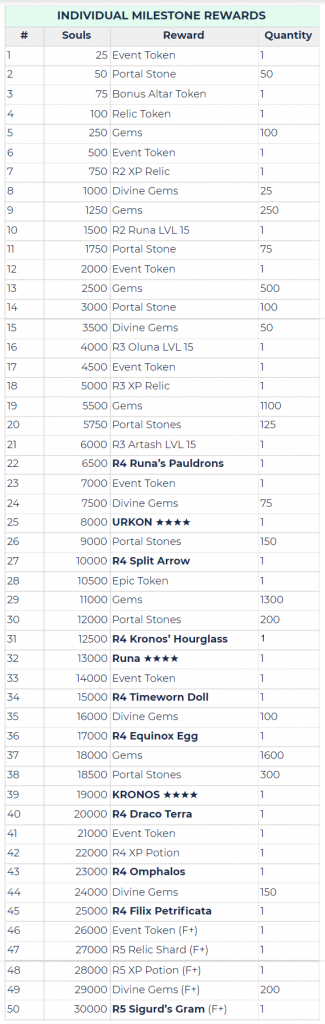 INDIVIDUAL MILESTONE REWARDS
# Souls Reward Quantity
1 25 Event Token 1
2 50 Portal Stone 50
3 75 Bonus Altar Token 1
4 100 Relic Token 1
5 250 Gems 100
6 500 Event Token 1
7 750 R2 XP Relic 1
8 1000 Divine Gems 25
9 1250 Gems 250
10 1500 R2 Runa LVL 15 1
11 1750 Portal Stone 75
12 2000 Event Token 1
13 2500 Gems 500
14 3000 Portal Stone 100
15 3500 Divine Gems 50
16 4000 R3 Oluna LVL 15 1
17 4500 Event Token 1
18 5000 R3 XP Relic 1
19 5500 Gems 1100
20 5750 Portal Stones 125
21 6000 R3 Artash LVL 15 1
22 6500 R4 Runa's Pauldrons 1
23 7000 Event Token 1
24 7500 Divine Gems 75
25 8000 URKON ★★★★ 1
26 9000 Portal Stones 150
27 10000 R4 Split Arrow 1
28 10500 Epic Token 1
29 11000 Gems 1300
30 12000 Portal Stones 200
31 12500 R4 Kronos' Hourglass 1
32 13000 Runa ★★★★ 1
33 14000 Event Token 1
34 15000 R4 Timeworn Doll 1
35 16000 Divine Gems 100
36 17000 R4 Equinox Egg 1
37 18000 Gems 1600
38 18500 Portal Stones 300
39 19000 KRONOS ★★★★ 1
40 20000 R4 Draco Terra 1
41 21000 Event Token 1
42 22000 R4 XP Potion 1
43 23000 R4 Omphalos 1
44 24000 Divine Gems 150
45 25000 R4 Filix Petrificata 1
46 26000 Event Token (F+) 1
47 27000 R5 Relic Shard (F+) 1
48 28000 R5 XP Potion (F+) 1
49 29000 Divine Gems (F+) 200
50 30000 R5 Sigurd's Gram (F+) 1